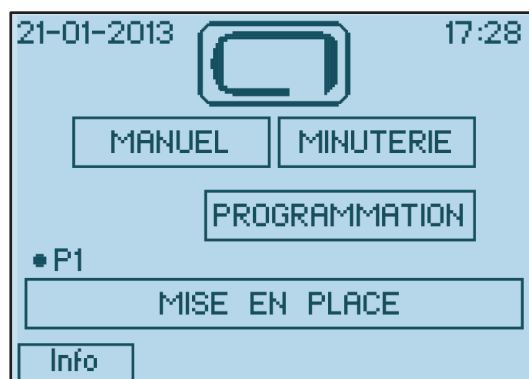 21-01-2013 17:28
MANUEL MINUTERIE
PROGRAMMATION
• P1
MISE EN PLACE
Info